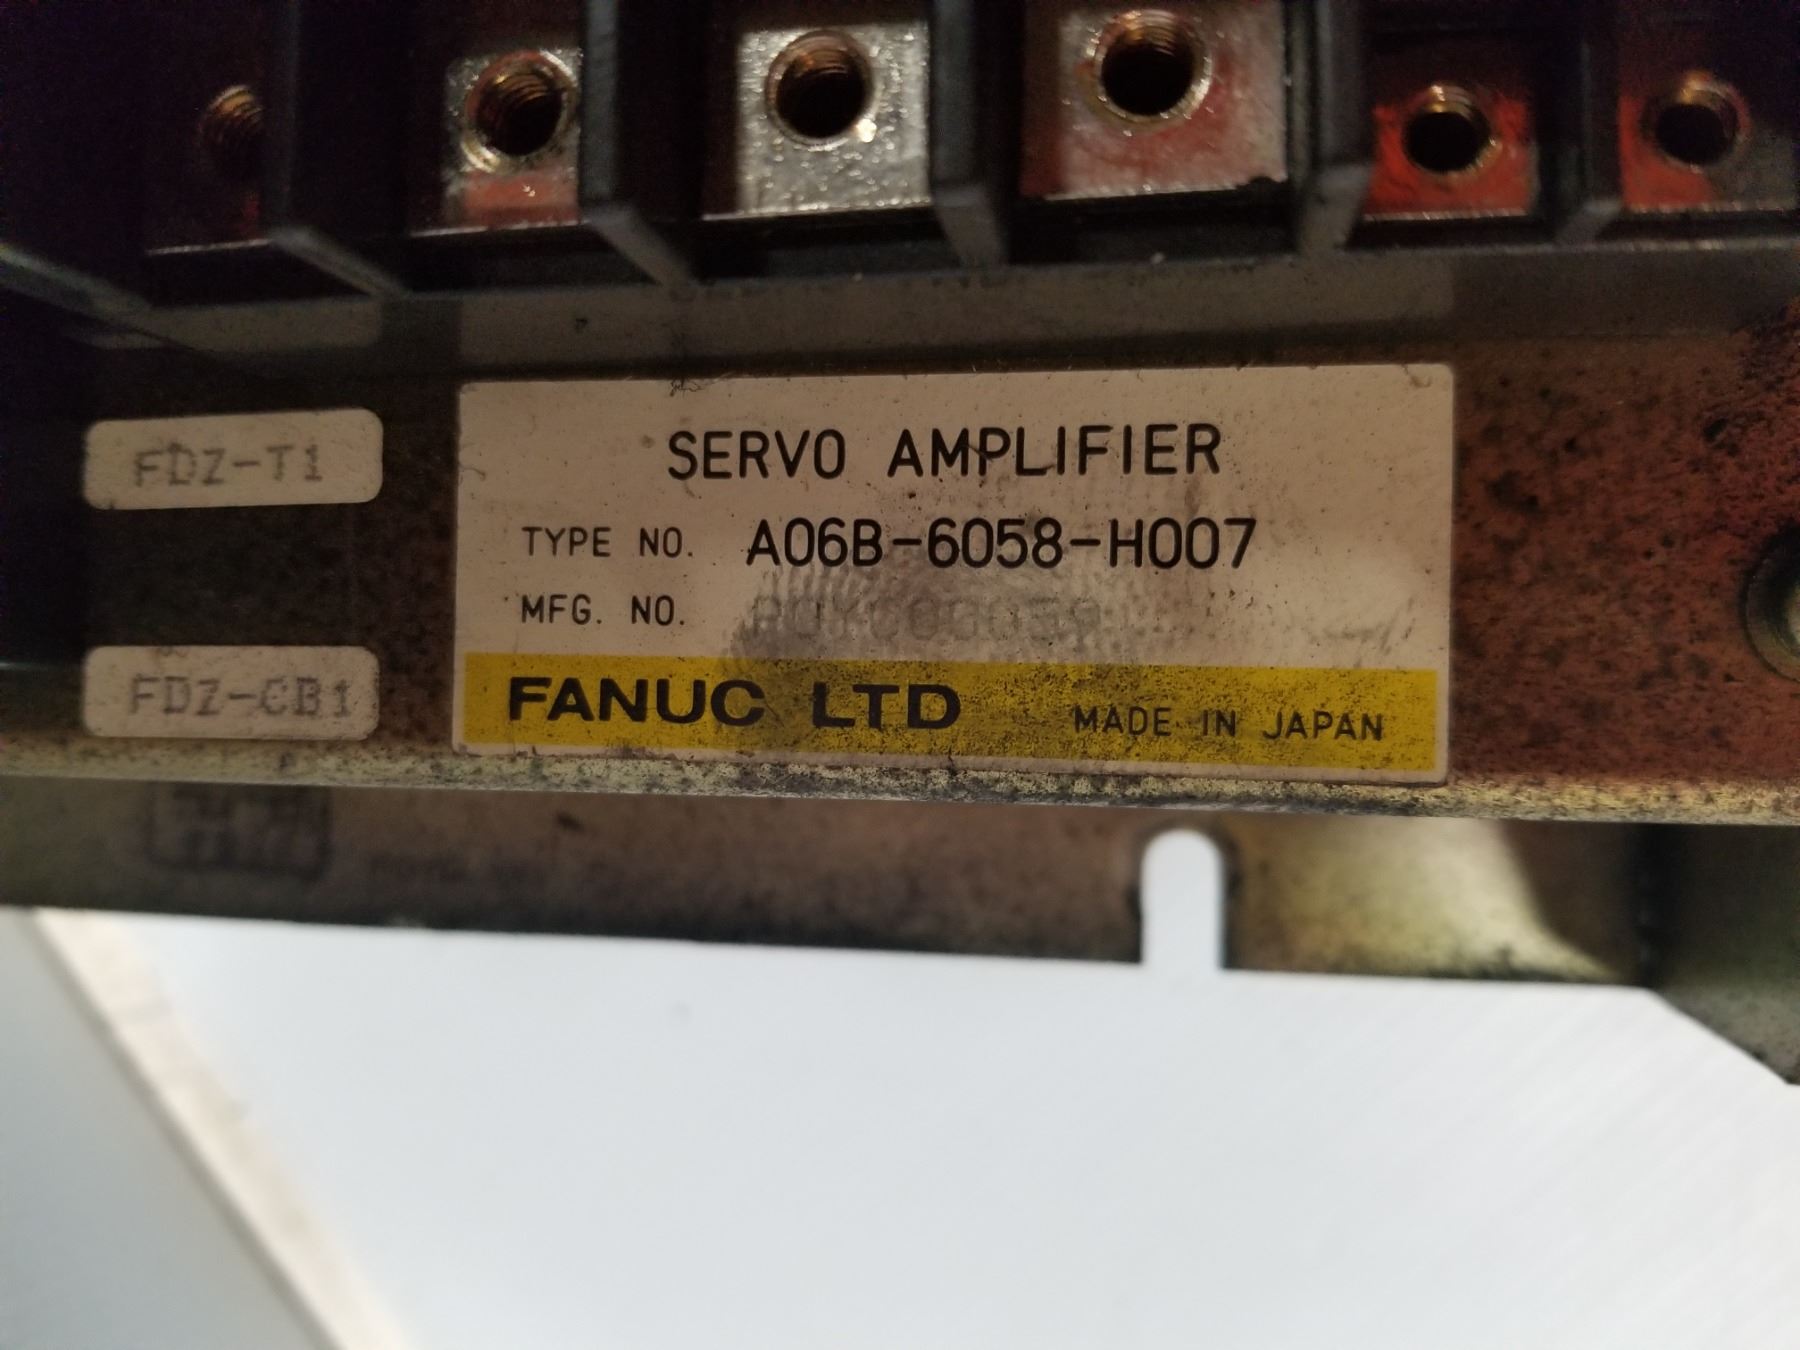 FDZ-T1
SERVO AMPLIFIER
TYPE NO. A06B-6058-H007
MFG. NO.
FDZ-CB1
FANUC LTD MADE IN JAPAN